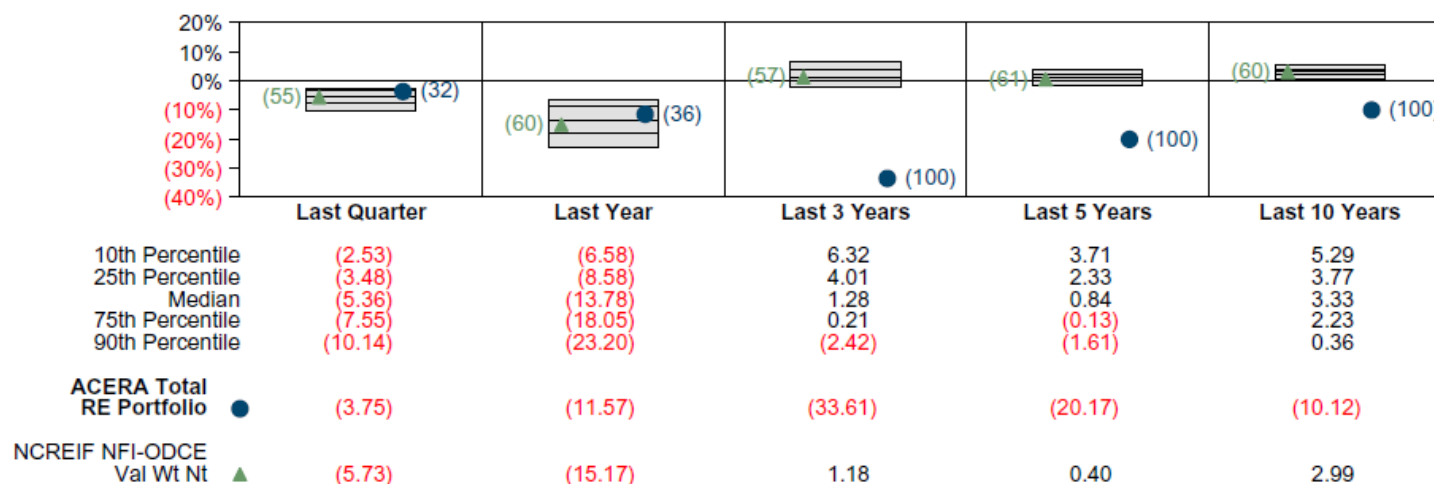 20%
10%
0%
(10%)
(20%)
(30%)
(40%)
(55) (32)
(60) (36)
(57) (100)
(61) (100)
(60) (100)
Last Quarter Last Year Last 3 Years Last 5 Years Last 10 Years
10th Percentile (2.53) (6.58) 6.32 3.71 5.29
25th Percentile (3.48) (8.58) 4.01 2.33 3.77
Median (5.36) (13.78) 1.28 0.84 3.33
75th Percentile (7.55) (18.05) 0.21 (0.13) 2.23
90th Percentile (10.14) (23.20) (2.42) (1.61) 0.36
ACERA Total
RE Portfolio (3.75) (11.57) (33.61) (20.17) (10.12)
NCREIF NFI-ODCE
Val Wt Nt (5.73) (15.17) 1.18 0.40 2.99